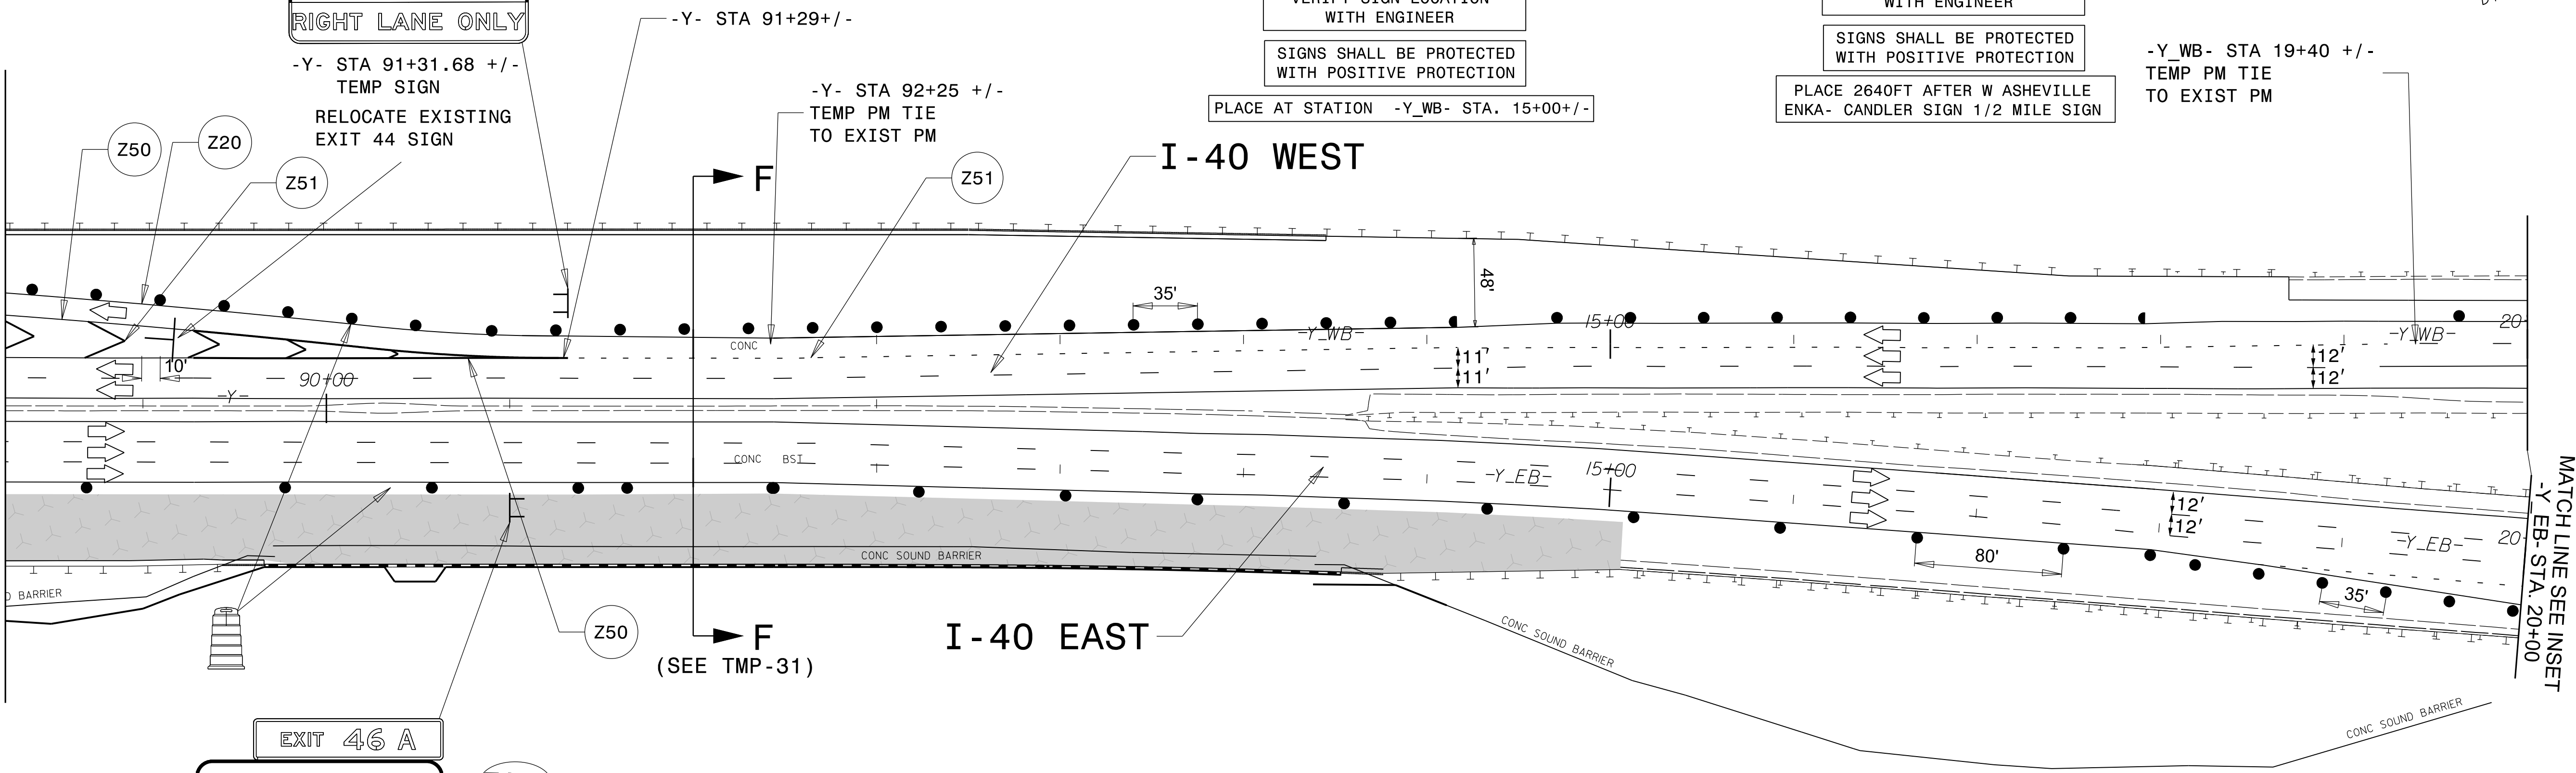 RIGHT LANE ONLY
-Y- STA 91+31.68 +/-
TEMP SIGN
RELOCATE EXISTING
EXIT 44 SIGN
-Y- STA 91+29+/-
-Y- STA 92+25 +/-
TEMP PM TIE
TO EXIST PM
VERIFY SIGN LOCATION
WITH ENGINEER
SIGNS SHALL BE PROTECTED
WITH POSITIVE PROTECTION
PLACE AT STATION -Y_WB- STA. 15+00+/-
WITH ENGINEER
SIGNS SHALL BE PROTECTED
WITH POSITIVE PROTECTION
PLACE 2640FT AFTER W ASHEVILLE
ENKA- CANDLER SIGN 1/2 MILE SIGN
-Y_WB- STA 19+40 +/-
TEMP PM TIE
TO EXIST PM
Z50
Z20
Z51
F
Z51
I-40 WEST
48'
35'
CONC
-Y_WB-
15+00
-Y_WB-
20
10'
90+00
-Y-
11'
11'
12'
12'
CONC BST
-Y_EB-
15+00
12'
12'
-Y_EB-
20
CONC SOUND BARRIER
80'
35'
D BARRIER
Z50
F
(SEE TMP-31)
I-40 EAST
CONC SOUND BARRIER
CONC SOUND BARRIER
MATCH LINE SEE INSET
-Y_EB- STA. 20+00
EXIT 46 A